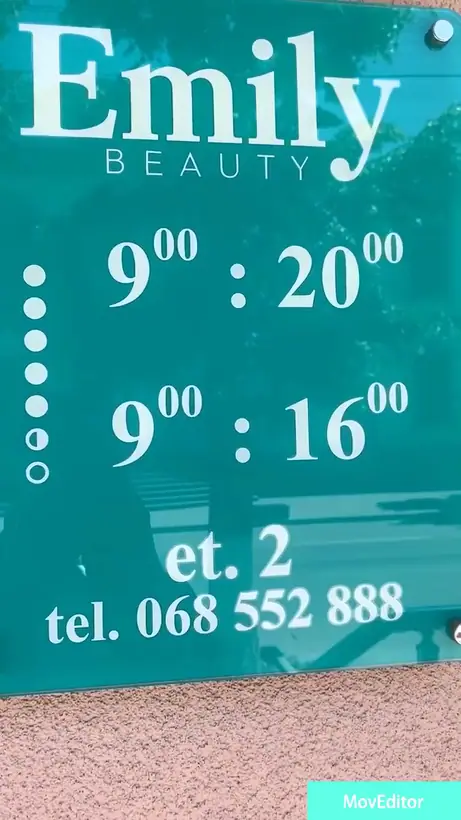 Emily
BEAUTY
9⁰⁰ : 20⁰⁰
9⁰⁰ : 16⁰⁰
et. 2
tel. 068 552 888
MovEditor